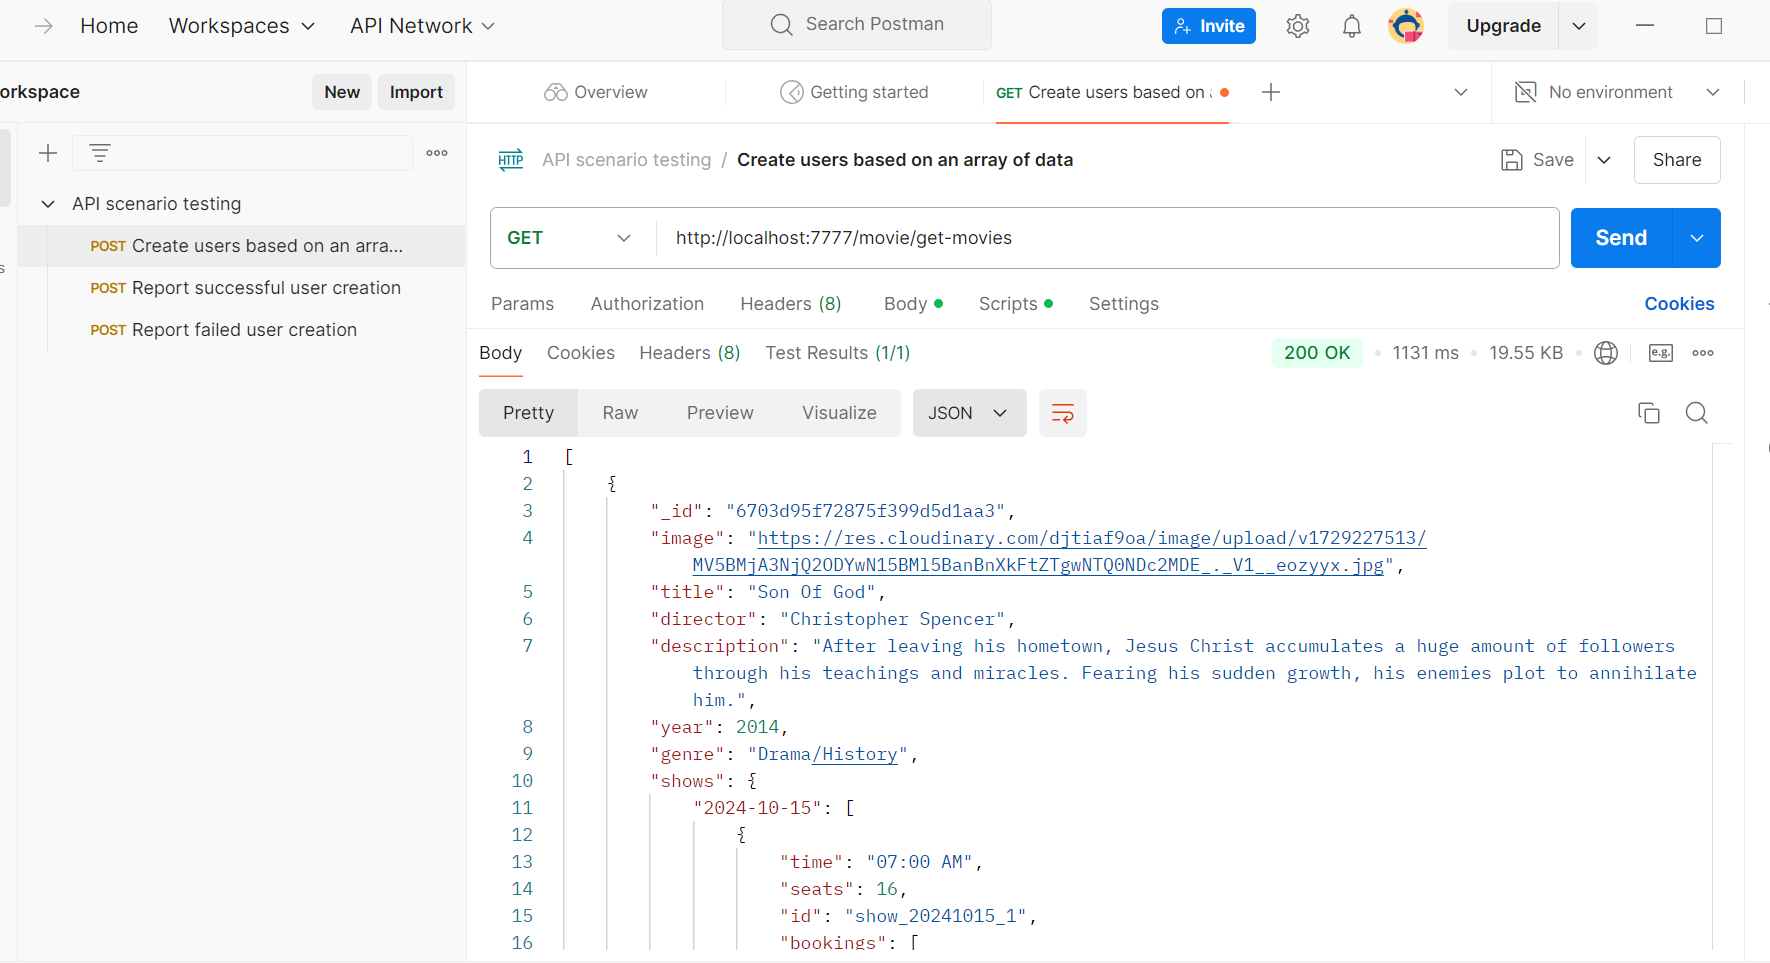 Home Workspaces API Network Search Postman Invite Upgrade
orkspace New Import Overview Getting started GET Create users based on No environment
HTTP API scenario testing / Create users based on an array of data Save Share
API scenario testing
POST Create users based on an arra... GET http://localhost:7777/movie/get-movies Send
s
POST Report successful user creation Params Authorization Headers (8) Body Scripts Settings Cookies
POST Report failed user creation
Body Cookies Headers (8) Test Results (1/1) 200 OK 1131 ms 19.55 KB e.g.
Pretty Raw Preview Visualize JSON
1 [
2 {
3 "_id": "6703d95f72875f399d5d1aa3",
4 "image": "https://res.cloudinary.com/djtiaf9oa/image/upload/v1729227513/
MV5BMjA3NjQ2ODYwN15BMl5BanBnXkFtZTgwNTQ0NDc2MDE_._V1__eozyyx.jpg",
5 "title": "Son Of God",
6 "director": "Christopher Spencer",
7 "description": "After leaving his hometown, Jesus Christ accumulates a huge amount of followers
through his teachings and miracles. Fearing his sudden growth, his enemies plot to annihilate
him.",
8 "year": 2014,
9 "genre": "Drama/History",
10 "shows": {
11 "2024-10-15": [
12 {
13 "time": "07:00 AM",
14 "seats": 16,
15 "id": "show_20241015_1",
16 "bookings": [